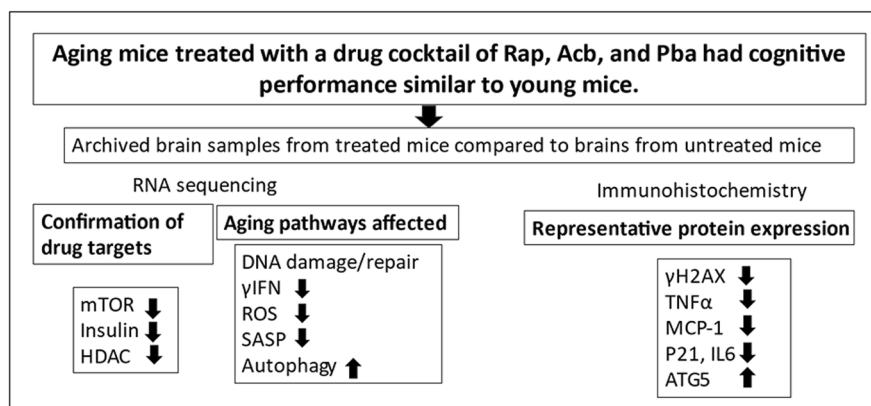 Aging mice treated with a drug cocktail of Rap, Acb, and Pba had cognitive
performance similar to young mice.
Archived brain samples from treated mice compared to brains from untreated mice
RNA sequencing
Immunohistochemistry
Confirmation of
drug targets
Aging pathways affected
Representative protein expression
mTOR
Insulin
HDAC
DNA damage/repair
γIFN
ROS
SASP
Autophagy
γH2AX
TNFα
MCP-1
P21, IL6
ATG5